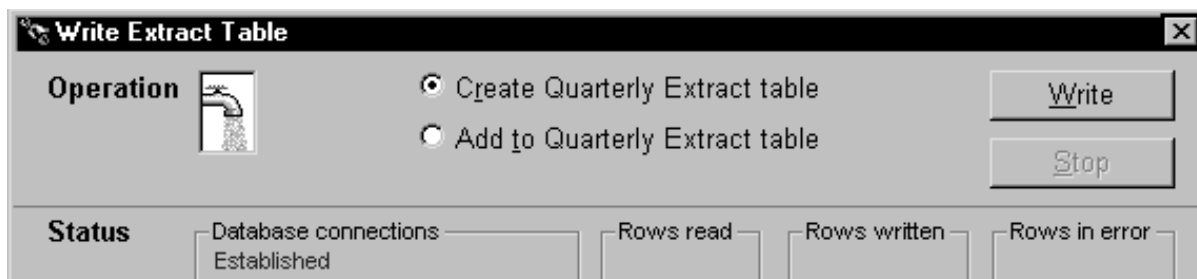 Write Extract Table
Operation
Create Quarterly Extract table
Add to Quarterly Extract table
Write
Stop
Status
Database connections
Established
Rows read
Rows written
Rows in error